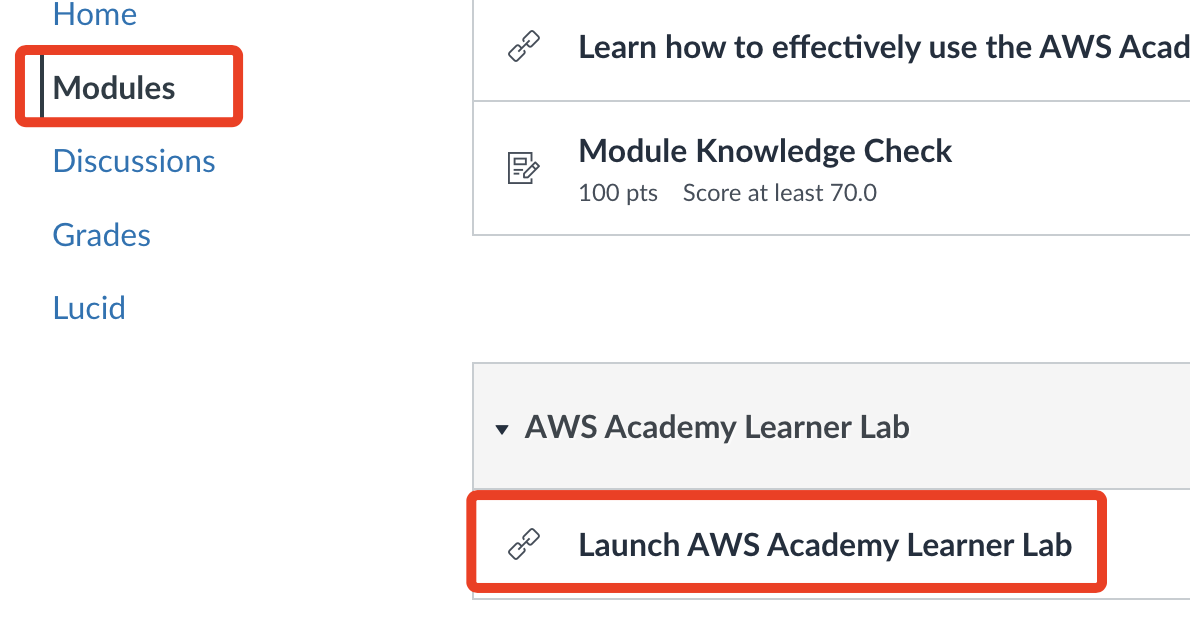 Home
Modules
Discussions
Grades
Lucid
Learn how to effectively use the AWS Acad
Module Knowledge Check
100 pts Score at least 70.0
AWS Academy Learner Lab
Launch AWS Academy Learner Lab